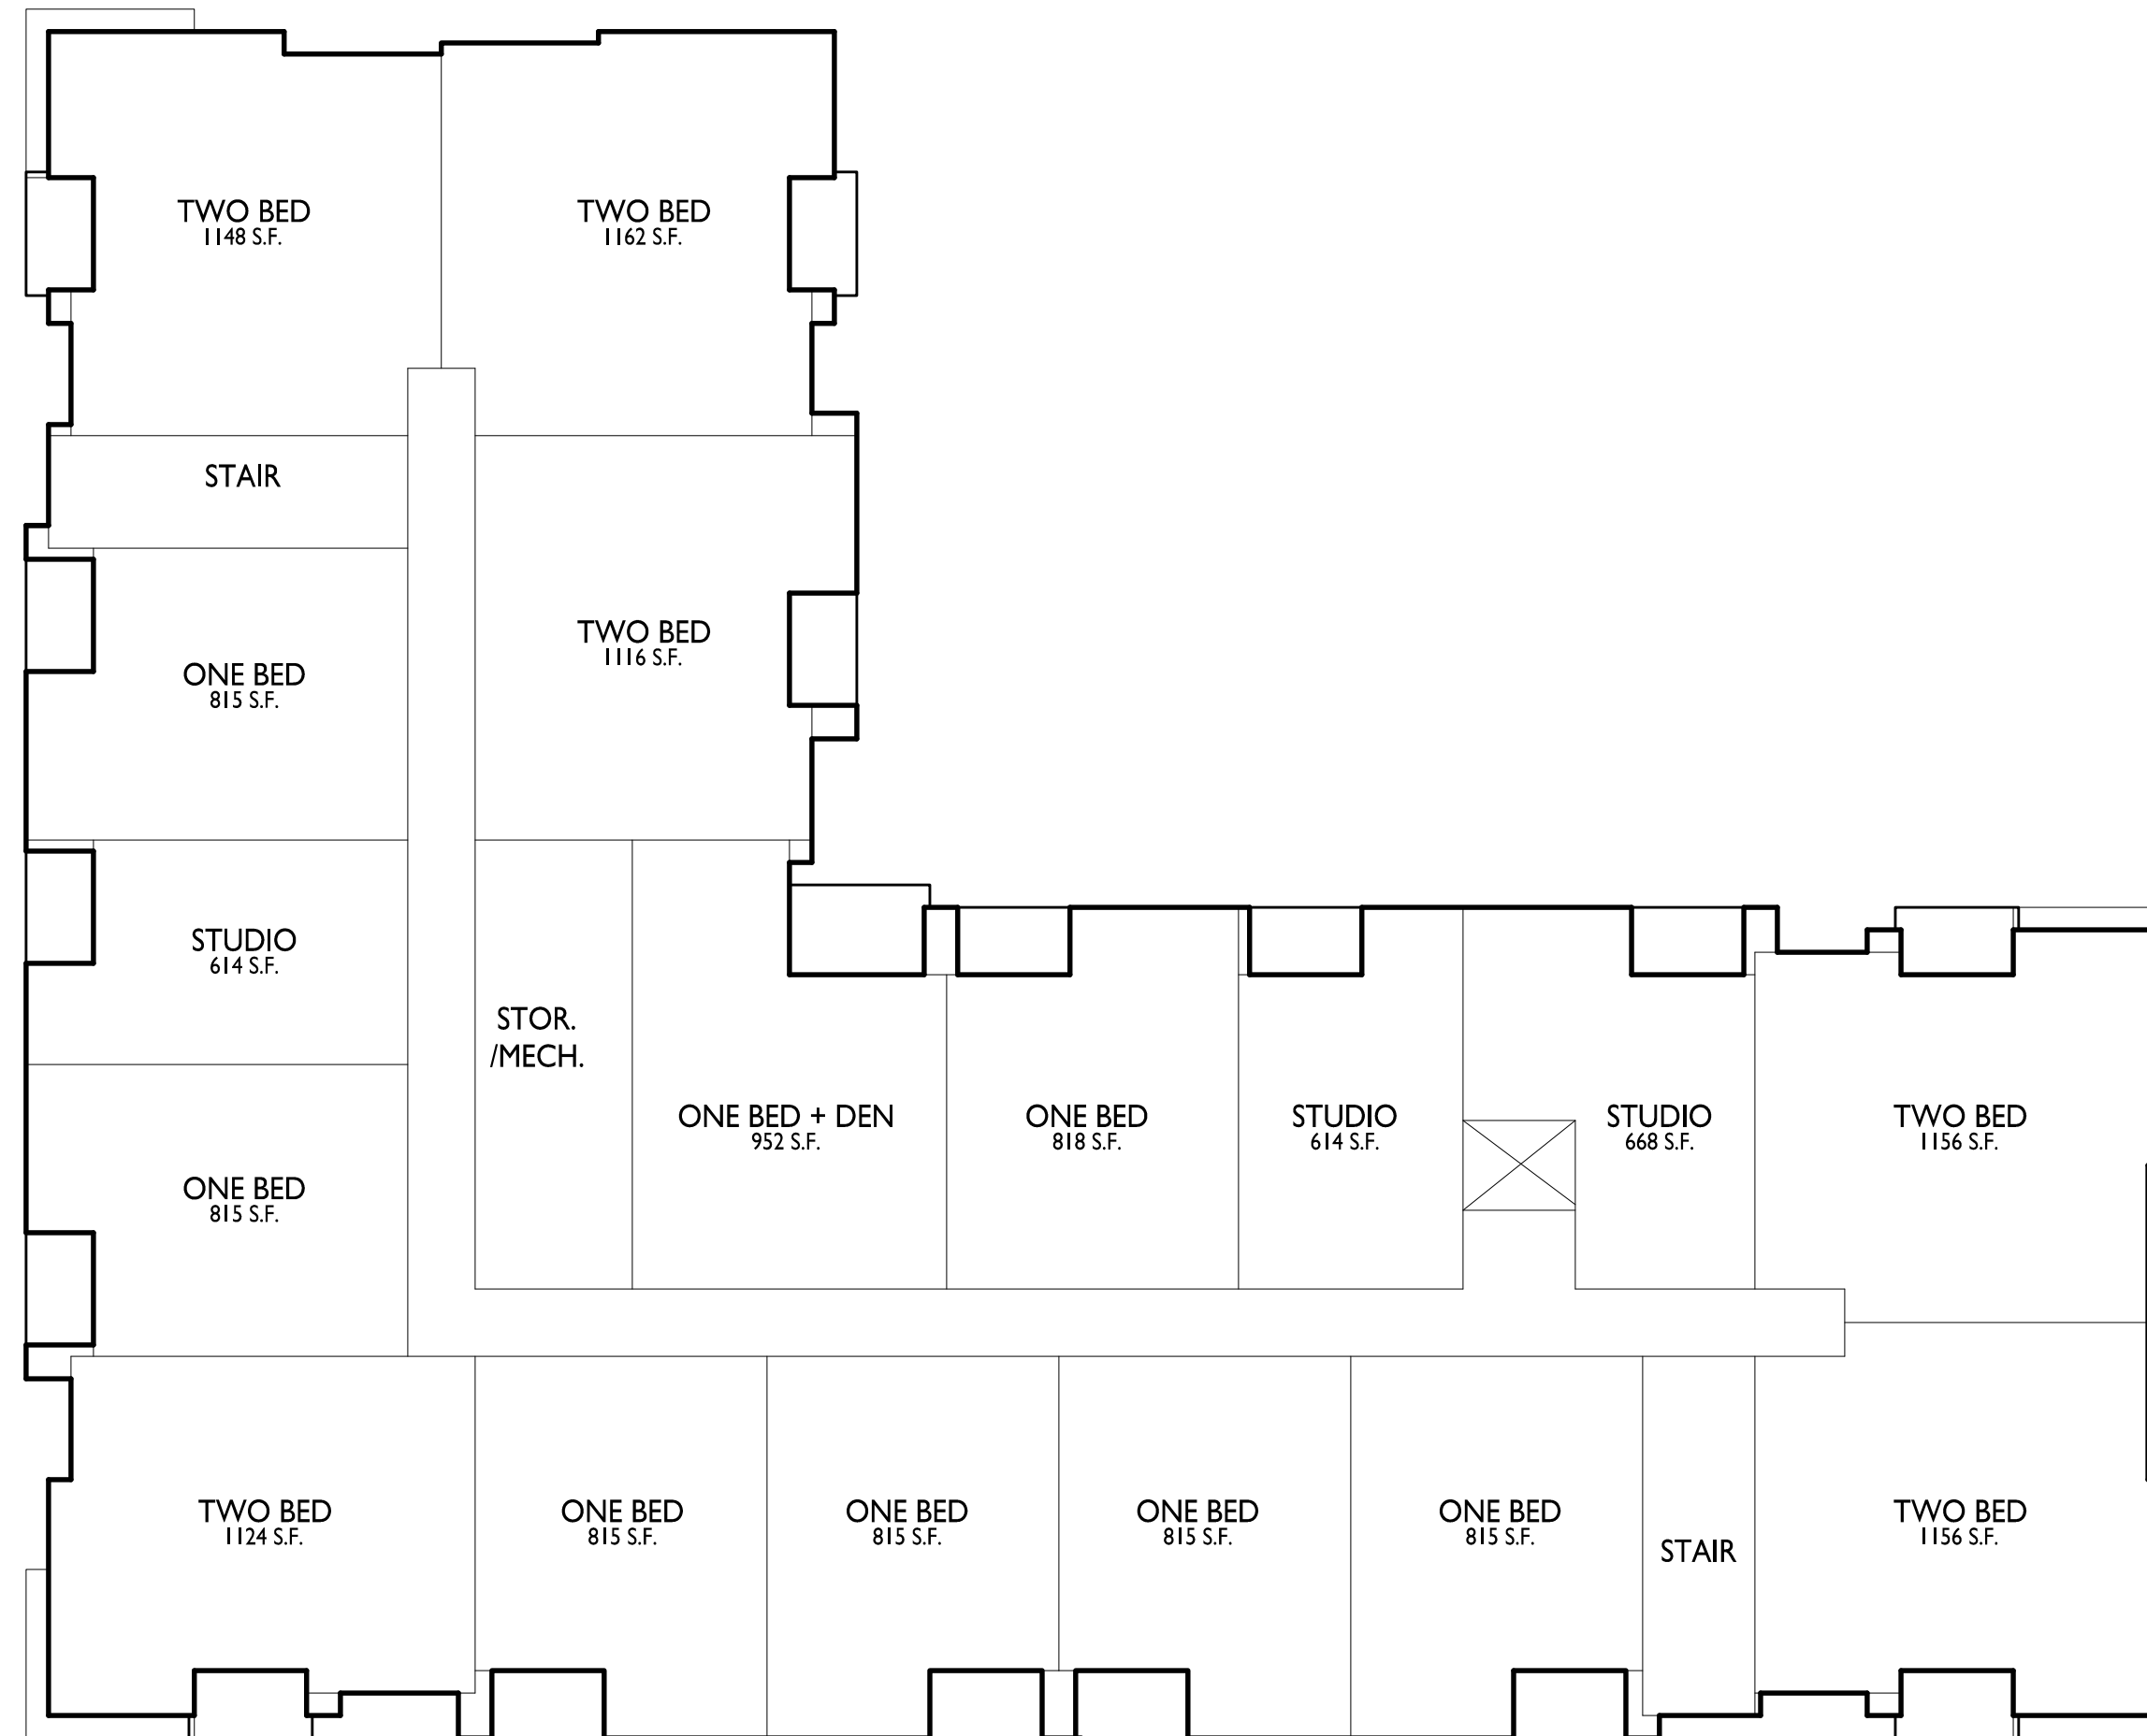 TWO BED
1148 S.F.
TWO BED
1162 S.F.
STAIR
TWO BED
1116 S.F.
ONE BED
815 S.F.
STUDIO
614 S.F.
STOR.
/MECH.
ONE BED + DEN
952 S.F.
ONE BED
818 S.F.
STUDIO
614 S.F.
STUDIO
668 S.F.
TWO BED
1156 S.F.
ONE BED
815 S.F.
TWO BED
1124 S.F.
ONE BED
815 S.F.
ONE BED
815 S.F.
ONE BED
815 S.F.
ONE BED
815 S.F.
STAIR
TWO BED
1156 S.F.